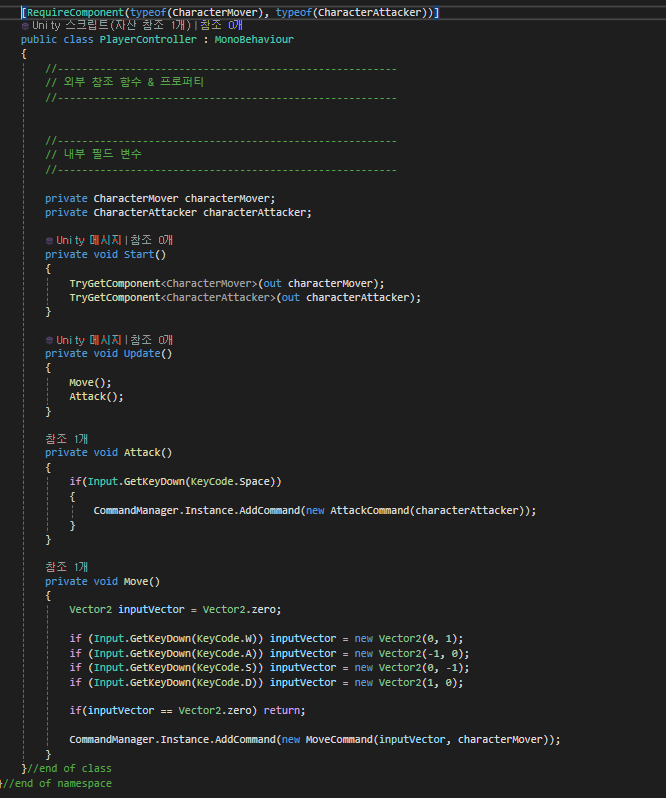 [RequireComponent(typeof(CharacterMover), typeof(CharacterAttacker))]
Unity 스크립트(자산 참조 1개) | 참조 0개
public class PlayerController : MonoBehaviour
{
//--------------------------------------------------------
// 외부 참조 함수 & 프로퍼티
//--------------------------------------------------------
//--------------------------------------------------------
// 내부 필드 변수
//--------------------------------------------------------
private CharacterMover characterMover;
private CharacterAttacker characterAttacker;
Unity 메시지 | 참조 0개
private void Start()
{
TryGetComponent<CharacterMover>(out characterMover);
TryGetComponent<CharacterAttacker>(out characterAttacker);
}
Unity 메시지 | 참조 0개
private void Update()
{
Move();
Attack();
}
참조 1개
private void Attack()
{
if(Input.GetKeyDown(KeyCode.Space))
{
CommandManager.Instance.AddCommand(new AttackCommand(characterAttacker));
}
}
참조 1개
private void Move()
{
Vector2 inputVector = Vector2.zero;
if (Input.GetKeyDown(KeyCode.W)) inputVector = new Vector2(0, 1);
if (Input.GetKeyDown(KeyCode.A)) inputVector = new Vector2(-1, 0);
if (Input.GetKeyDown(KeyCode.S)) inputVector = new Vector2(0, -1);
if (Input.GetKeyDown(KeyCode.D)) inputVector = new Vector2(1, 0);
if(inputVector == Vector2.zero) return;
CommandManager.Instance.AddCommand(new MoveCommand(inputVector, characterMover));
}
}//end of class
}//end of namespace